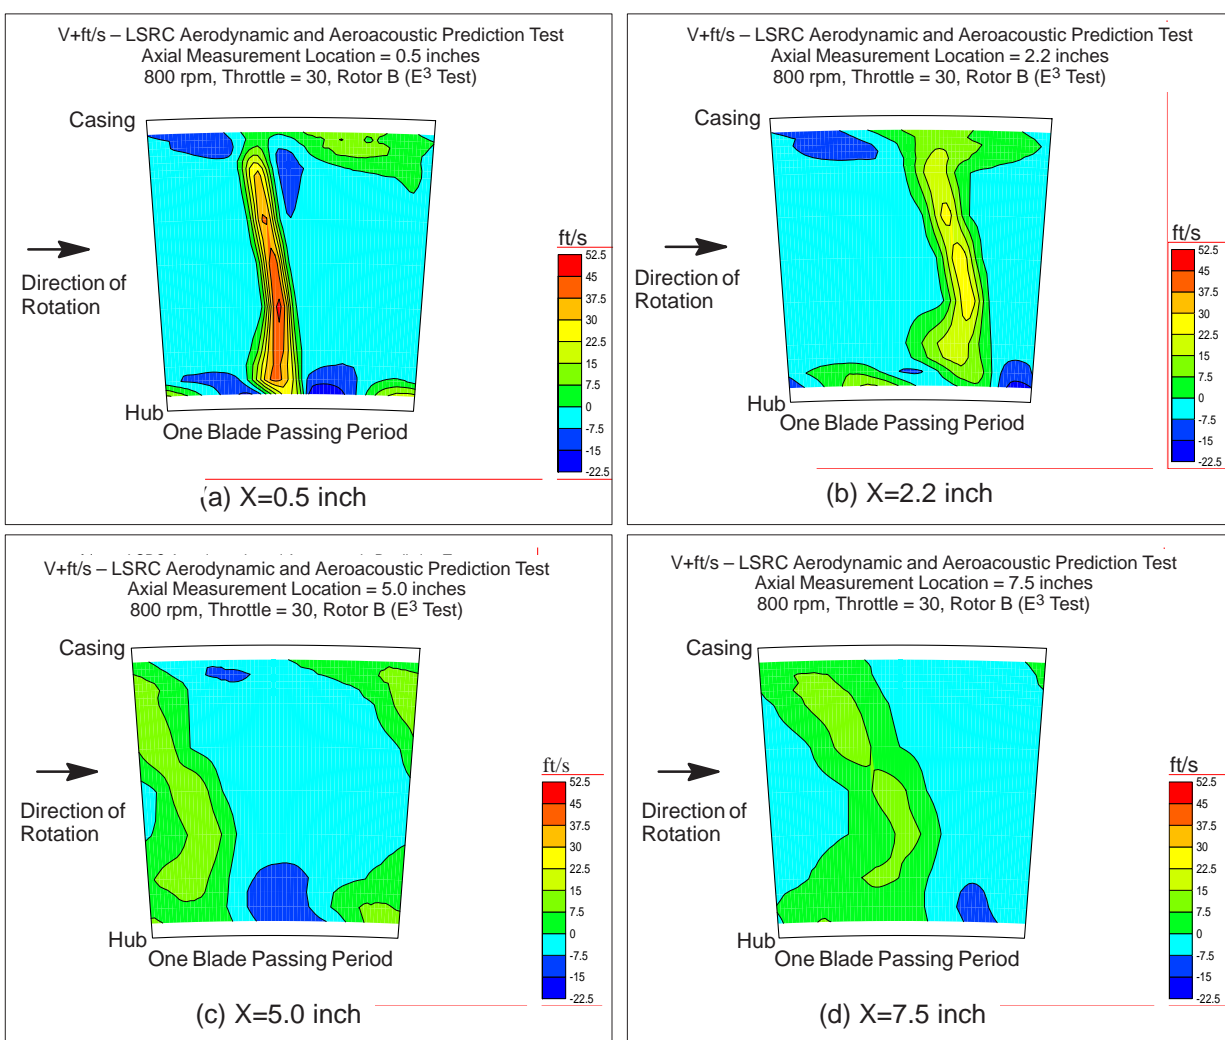 V+ft/s – LSRC Aerodynamic and Aeroacoustic Prediction Test
Axial Measurement Location = 0.5 inches
800 rpm, Throttle = 30, Rotor B (E³ Test)
Casing
Direction of
Rotation
Hub
One Blade Passing Period
ft/s
52.5
45
37.5
30
22.5
15
7.5
0
-7.5
-15
-22.5
(a) X=0.5 inch
V+ft/s – LSRC Aerodynamic and Aeroacoustic Prediction Test
Axial Measurement Location = 2.2 inches
800 rpm, Throttle = 30, Rotor B (E³ Test)
Casing
Direction of
Rotation
Hub
One Blade Passing Period
ft/s
52.5
45
37.5
30
22.5
15
7.5
0
-7.5
-15
-22.5
(b) X=2.2 inch
V+ft/s – LSRC Aerodynamic and Aeroacoustic Prediction Test
Axial Measurement Location = 5.0 inches
800 rpm, Throttle = 30, Rotor B (E³ Test)
Casing
Direction of
Rotation
Hub
One Blade Passing Period
ft/s
52.5
45
37.5
30
22.5
15
7.5
0
-7.5
-15
-22.5
(c) X=5.0 inch
V+ft/s – LSRC Aerodynamic and Aeroacoustic Prediction Test
Axial Measurement Location = 7.5 inches
800 rpm, Throttle = 30, Rotor B (E³ Test)
Casing
Direction of
Rotation
Hub
One Blade Passing Period
ft/s
52.5
45
37.5
30
22.5
15
7.5
0
-7.5
-15
-22.5
(d) X=7.5 inch